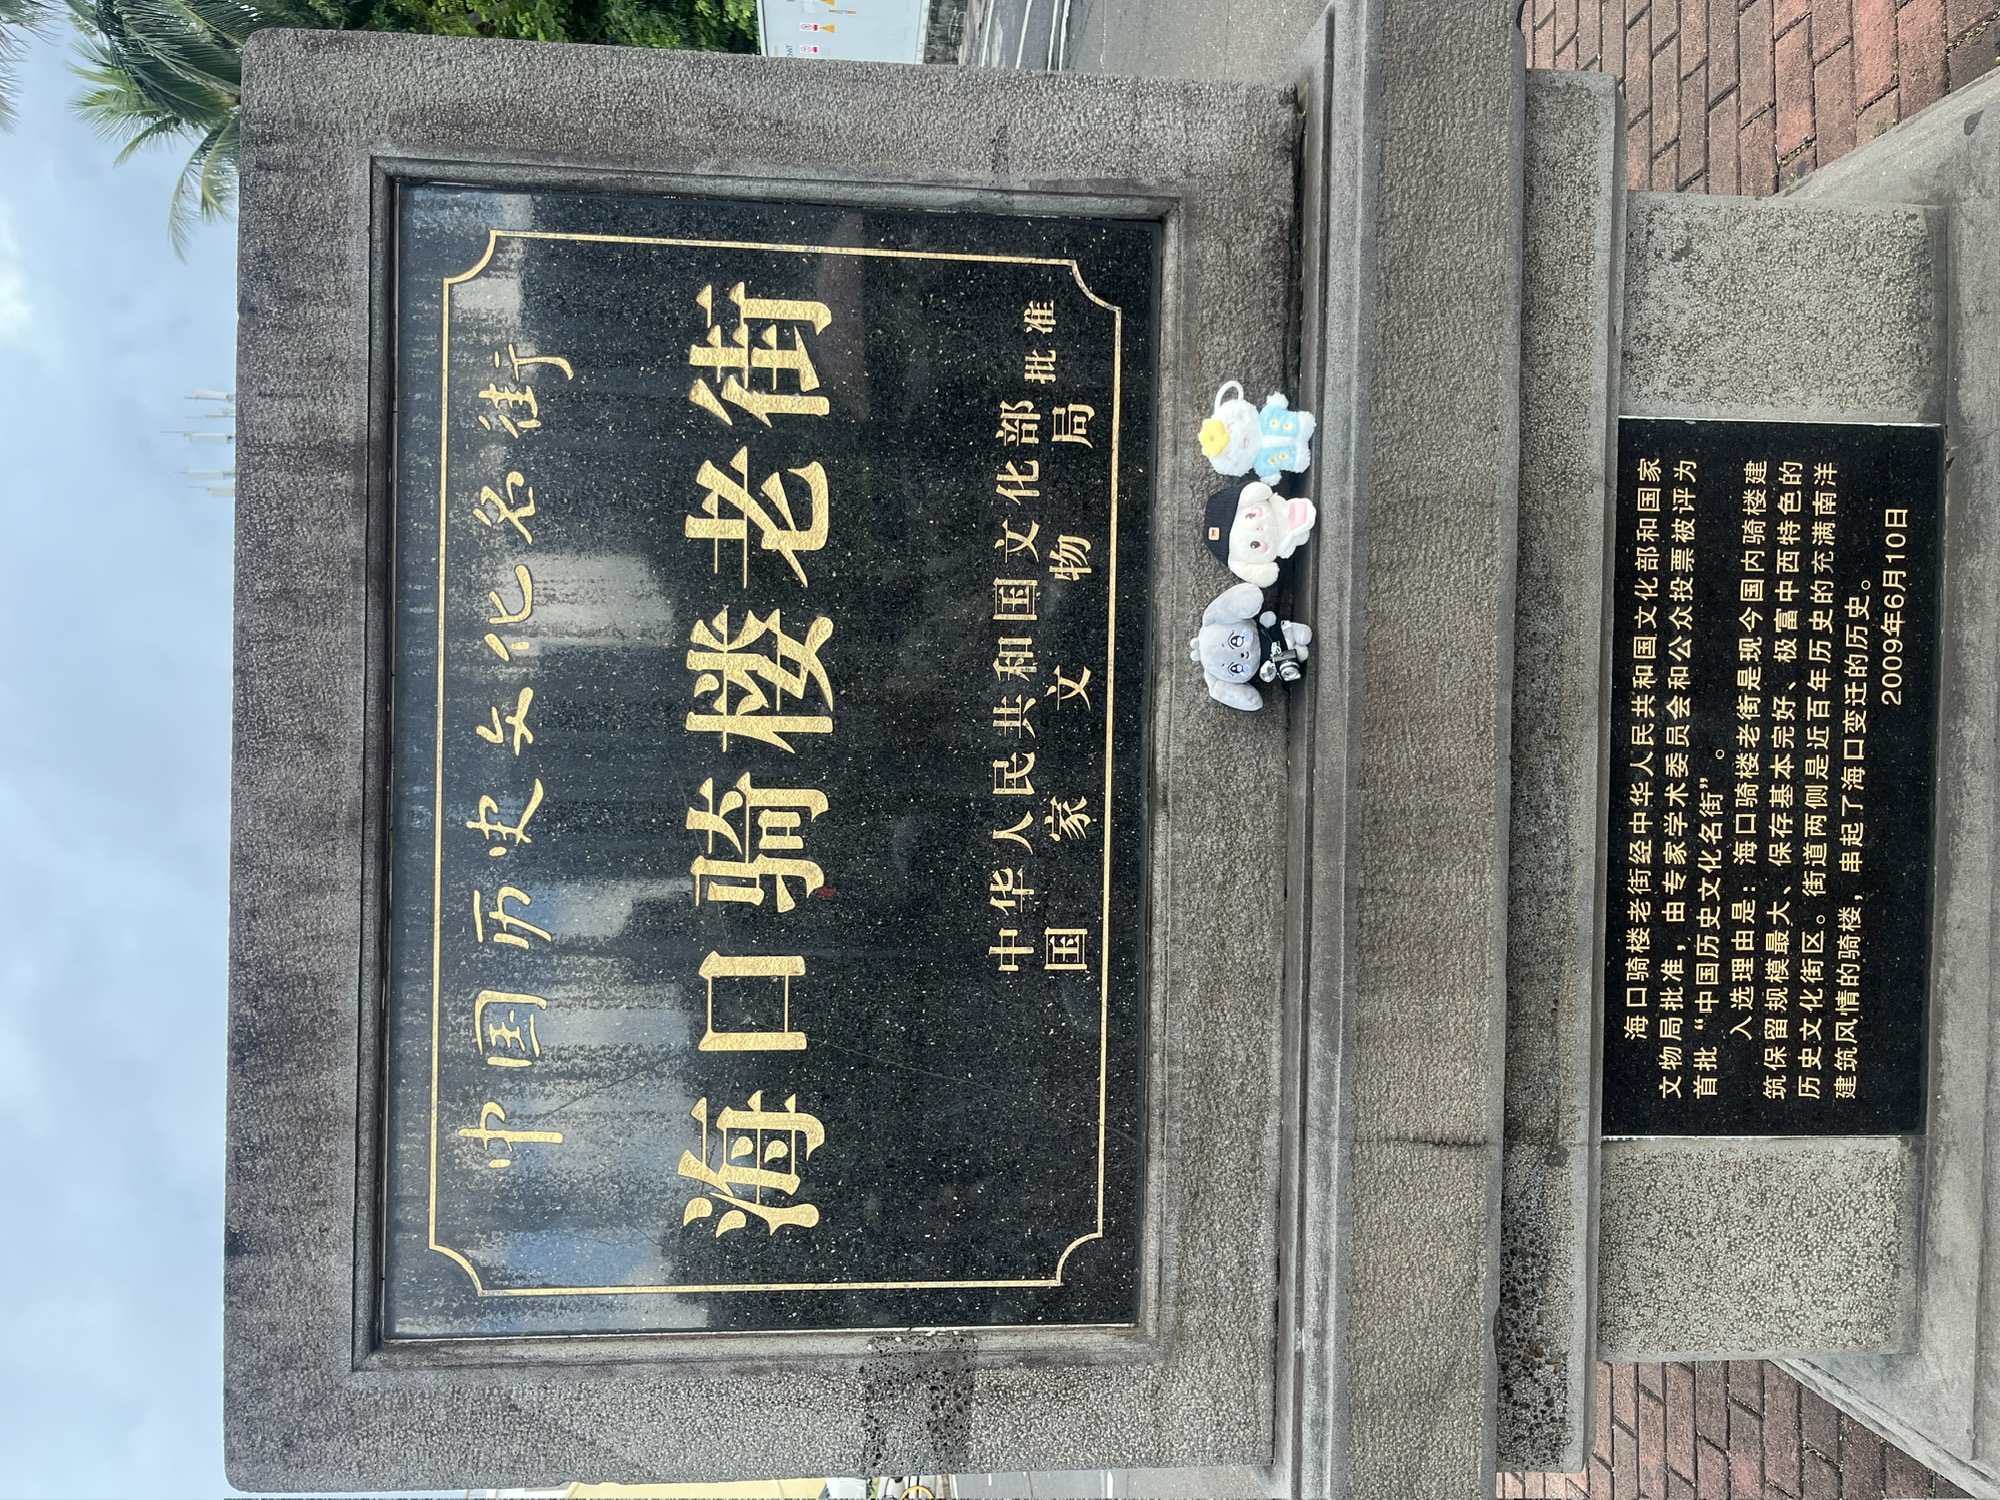 中国历史文化名街
海口骑楼老街
中华人民共和国文化部
国家文物局
批准
海口骑楼老街经中华人民共和国文化部和国家
文物局批准，由专家学术委员会和公众投票被评为
首批“中国历史文化名街”。
入选理由是：海口骑楼老街是现今国内骑楼建
筑保留规模最大、保存基本完好、极富中西特色的
历史文化街区。街道两侧是近百年历史的充满南洋
建筑风情的骑楼，串起了海口变迁的历史。
2009年6月10日